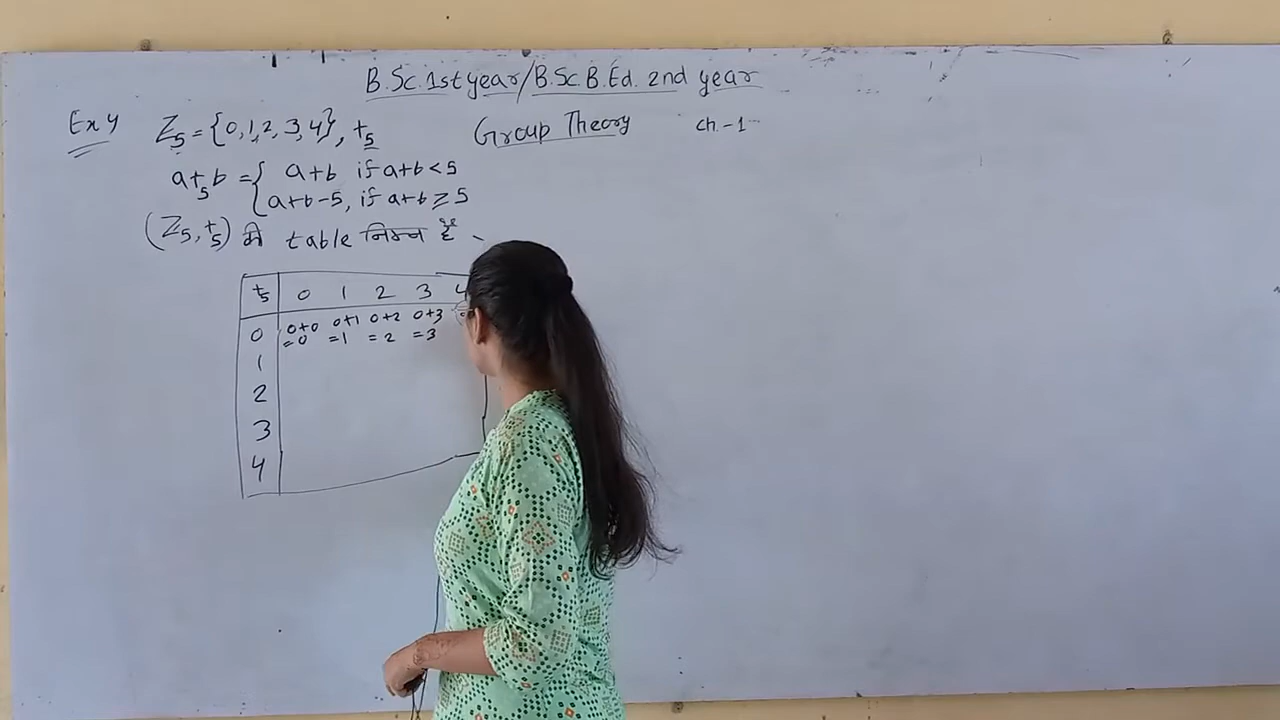 B.Sc. 1st year/B.Sc. B.Ed. 2nd year
Ex 4 Z5 = {0, 1, 2, 3, 4}, +5 Group Theory ch.-1
a +5 b = { a+b if a+b < 5
a+b-5, if a+b ≥ 5
(Z5, +5) की table निम्न है
+5 0 1 2 3 4
0 0+0 0+1 0+2 0+3
=0 =1 =2 =3
1
2
3
4